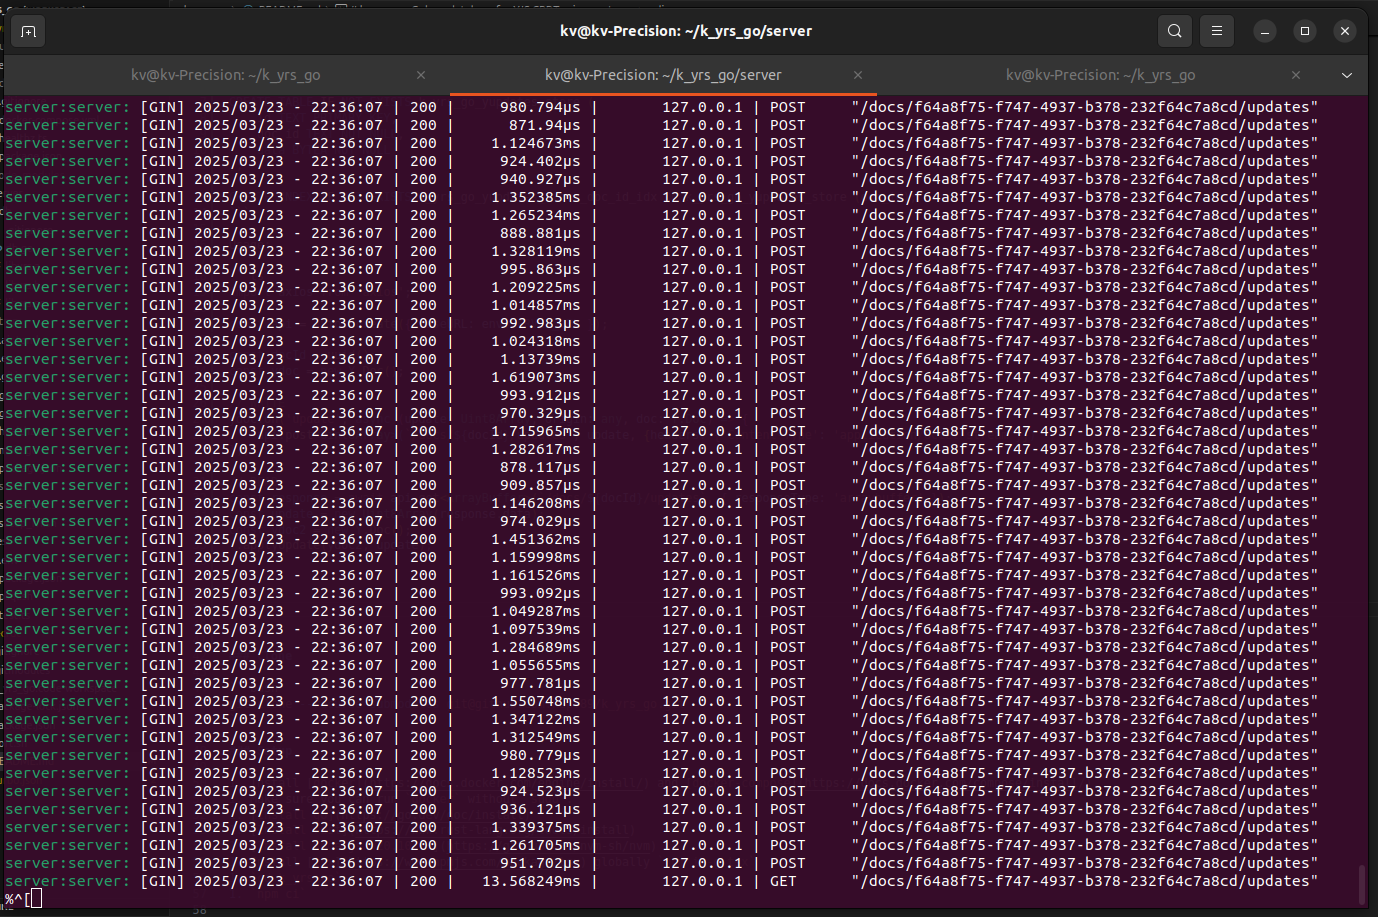 kv@kv-Precision: ~/k_yrs_go/server
kv@kv-Precision: ~/k_yrs_go × kv@kv-Precision: ~/k_yrs_go/server × kv@kv-Precision: ~/k_yrs_go ×
server:server: [GIN] 2025/03/23 - 22:36:07 | 200 | 980.794µs | 127.0.0.1 | POST "/docs/f64a8f75-f747-4937-b378-232f64c7a8cd/updates"
server:server: [GIN] 2025/03/23 - 22:36:07 | 200 | 871.94µs | 127.0.0.1 | POST "/docs/f64a8f75-f747-4937-b378-232f64c7a8cd/updates"
server:server: [GIN] 2025/03/23 - 22:36:07 | 200 | 1.124673ms | 127.0.0.1 | POST "/docs/f64a8f75-f747-4937-b378-232f64c7a8cd/updates"
server:server: [GIN] 2025/03/23 - 22:36:07 | 200 | 924.402µs | 127.0.0.1 | POST "/docs/f64a8f75-f747-4937-b378-232f64c7a8cd/updates"
server:server: [GIN] 2025/03/23 - 22:36:07 | 200 | 940.927µs | 127.0.0.1 | POST "/docs/f64a8f75-f747-4937-b378-232f64c7a8cd/updates"
server:server: [GIN] 2025/03/23 - 22:36:07 | 200 | 1.352385ms | 127.0.0.1 | POST "/docs/f64a8f75-f747-4937-b378-232f64c7a8cd/updates"
server:server: [GIN] 2025/03/23 - 22:36:07 | 200 | 1.265234ms | 127.0.0.1 | POST "/docs/f64a8f75-f747-4937-b378-232f64c7a8cd/updates"
server:server: [GIN] 2025/03/23 - 22:36:07 | 200 | 888.881µs | 127.0.0.1 | POST "/docs/f64a8f75-f747-4937-b378-232f64c7a8cd/updates"
server:server: [GIN] 2025/03/23 - 22:36:07 | 200 | 1.328119ms | 127.0.0.1 | POST "/docs/f64a8f75-f747-4937-b378-232f64c7a8cd/updates"
server:server: [GIN] 2025/03/23 - 22:36:07 | 200 | 995.863µs | 127.0.0.1 | POST "/docs/f64a8f75-f747-4937-b378-232f64c7a8cd/updates"
server:server: [GIN] 2025/03/23 - 22:36:07 | 200 | 1.209225ms | 127.0.0.1 | POST "/docs/f64a8f75-f747-4937-b378-232f64c7a8cd/updates"
server:server: [GIN] 2025/03/23 - 22:36:07 | 200 | 1.014857ms | 127.0.0.1 | POST "/docs/f64a8f75-f747-4937-b378-232f64c7a8cd/updates"
server:server: [GIN] 2025/03/23 - 22:36:07 | 200 | 992.983µs | 127.0.0.1 | POST "/docs/f64a8f75-f747-4937-b378-232f64c7a8cd/updates"
server:server: [GIN] 2025/03/23 - 22:36:07 | 200 | 1.024318ms | 127.0.0.1 | POST "/docs/f64a8f75-f747-4937-b378-232f64c7a8cd/updates"
server:server: [GIN] 2025/03/23 - 22:36:07 | 200 | 1.13739ms | 127.0.0.1 | POST "/docs/f64a8f75-f747-4937-b378-232f64c7a8cd/updates"
server:server: [GIN] 2025/03/23 - 22:36:07 | 200 | 1.619073ms | 127.0.0.1 | POST "/docs/f64a8f75-f747-4937-b378-232f64c7a8cd/updates"
server:server: [GIN] 2025/03/23 - 22:36:07 | 200 | 993.912µs | 127.0.0.1 | POST "/docs/f64a8f75-f747-4937-b378-232f64c7a8cd/updates"
server:server: [GIN] 2025/03/23 - 22:36:07 | 200 | 970.329µs | 127.0.0.1 | POST "/docs/f64a8f75-f747-4937-b378-232f64c7a8cd/updates"
server:server: [GIN] 2025/03/23 - 22:36:07 | 200 | 1.715965ms | 127.0.0.1 | POST "/docs/f64a8f75-f747-4937-b378-232f64c7a8cd/updates"
server:server: [GIN] 2025/03/23 - 22:36:07 | 200 | 1.282617ms | 127.0.0.1 | POST "/docs/f64a8f75-f747-4937-b378-232f64c7a8cd/updates"
server:server: [GIN] 2025/03/23 - 22:36:07 | 200 | 878.117µs | 127.0.0.1 | POST "/docs/f64a8f75-f747-4937-b378-232f64c7a8cd/updates"
server:server: [GIN] 2025/03/23 - 22:36:07 | 200 | 909.857µs | 127.0.0.1 | POST "/docs/f64a8f75-f747-4937-b378-232f64c7a8cd/updates"
server:server: [GIN] 2025/03/23 - 22:36:07 | 200 | 1.146208ms | 127.0.0.1 | POST "/docs/f64a8f75-f747-4937-b378-232f64c7a8cd/updates"
server:server: [GIN] 2025/03/23 - 22:36:07 | 200 | 974.029µs | 127.0.0.1 | POST "/docs/f64a8f75-f747-4937-b378-232f64c7a8cd/updates"
server:server: [GIN] 2025/03/23 - 22:36:07 | 200 | 1.451362ms | 127.0.0.1 | POST "/docs/f64a8f75-f747-4937-b378-232f64c7a8cd/updates"
server:server: [GIN] 2025/03/23 - 22:36:07 | 200 | 1.159998ms | 127.0.0.1 | POST "/docs/f64a8f75-f747-4937-b378-232f64c7a8cd/updates"
server:server: [GIN] 2025/03/23 - 22:36:07 | 200 | 1.161526ms | 127.0.0.1 | POST "/docs/f64a8f75-f747-4937-b378-232f64c7a8cd/updates"
server:server: [GIN] 2025/03/23 - 22:36:07 | 200 | 993.092µs | 127.0.0.1 | POST "/docs/f64a8f75-f747-4937-b378-232f64c7a8cd/updates"
server:server: [GIN] 2025/03/23 - 22:36:07 | 200 | 1.049287ms | 127.0.0.1 | POST "/docs/f64a8f75-f747-4937-b378-232f64c7a8cd/updates"
server:server: [GIN] 2025/03/23 - 22:36:07 | 200 | 1.097539ms | 127.0.0.1 | POST "/docs/f64a8f75-f747-4937-b378-232f64c7a8cd/updates"
server:server: [GIN] 2025/03/23 - 22:36:07 | 200 | 1.284689ms | 127.0.0.1 | POST "/docs/f64a8f75-f747-4937-b378-232f64c7a8cd/updates"
server:server: [GIN] 2025/03/23 - 22:36:07 | 200 | 1.055655ms | 127.0.0.1 | POST "/docs/f64a8f75-f747-4937-b378-232f64c7a8cd/updates"
server:server: [GIN] 2025/03/23 - 22:36:07 | 200 | 977.781µs | 127.0.0.1 | POST "/docs/f64a8f75-f747-4937-b378-232f64c7a8cd/updates"
server:server: [GIN] 2025/03/23 - 22:36:07 | 200 | 1.550748ms | 127.0.0.1 | POST "/docs/f64a8f75-f747-4937-b378-232f64c7a8cd/updates"
server:server: [GIN] 2025/03/23 - 22:36:07 | 200 | 1.347122ms | 127.0.0.1 | POST "/docs/f64a8f75-f747-4937-b378-232f64c7a8cd/updates"
server:server: [GIN] 2025/03/23 - 22:36:07 | 200 | 1.312549ms | 127.0.0.1 | POST "/docs/f64a8f75-f747-4937-b378-232f64c7a8cd/updates"
server:server: [GIN] 2025/03/23 - 22:36:07 | 200 | 980.779µs | 127.0.0.1 | POST "/docs/f64a8f75-f747-4937-b378-232f64c7a8cd/updates"
server:server: [GIN] 2025/03/23 - 22:36:07 | 200 | 1.128523ms | 127.0.0.1 | POST "/docs/f64a8f75-f747-4937-b378-232f64c7a8cd/updates"
server:server: [GIN] 2025/03/23 - 22:36:07 | 200 | 924.523µs | 127.0.0.1 | POST "/docs/f64a8f75-f747-4937-b378-232f64c7a8cd/updates"
server:server: [GIN] 2025/03/23 - 22:36:07 | 200 | 936.121µs | 127.0.0.1 | POST "/docs/f64a8f75-f747-4937-b378-232f64c7a8cd/updates"
server:server: [GIN] 2025/03/23 - 22:36:07 | 200 | 1.339375ms | 127.0.0.1 | POST "/docs/f64a8f75-f747-4937-b378-232f64c7a8cd/updates"
server:server: [GIN] 2025/03/23 - 22:36:07 | 200 | 1.261705ms | 127.0.0.1 | POST "/docs/f64a8f75-f747-4937-b378-232f64c7a8cd/updates"
server:server: [GIN] 2025/03/23 - 22:36:07 | 200 | 951.702µs | 127.0.0.1 | POST "/docs/f64a8f75-f747-4937-b378-232f64c7a8cd/updates"
server:server: [GIN] 2025/03/23 - 22:36:07 | 200 | 13.568249ms | 127.0.0.1 | GET "/docs/f64a8f75-f747-4937-b378-232f64c7a8cd/updates"
%^[